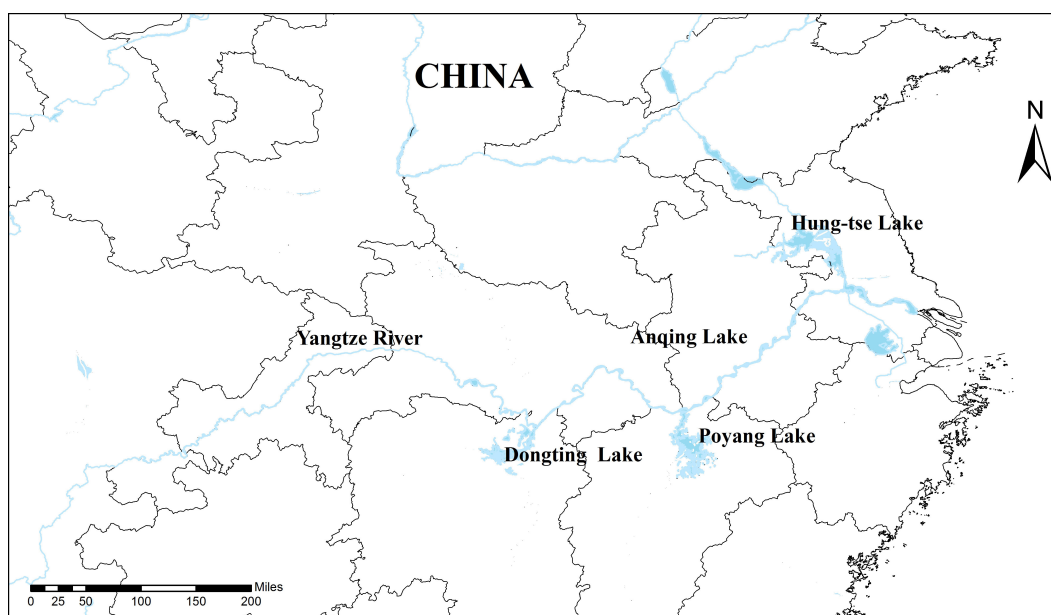 CHINA
N
Hung-tse Lake
Yangtze River
Anqing Lake
Poyang Lake
Dongting  Lake
Miles
0 25 50 100 150 200